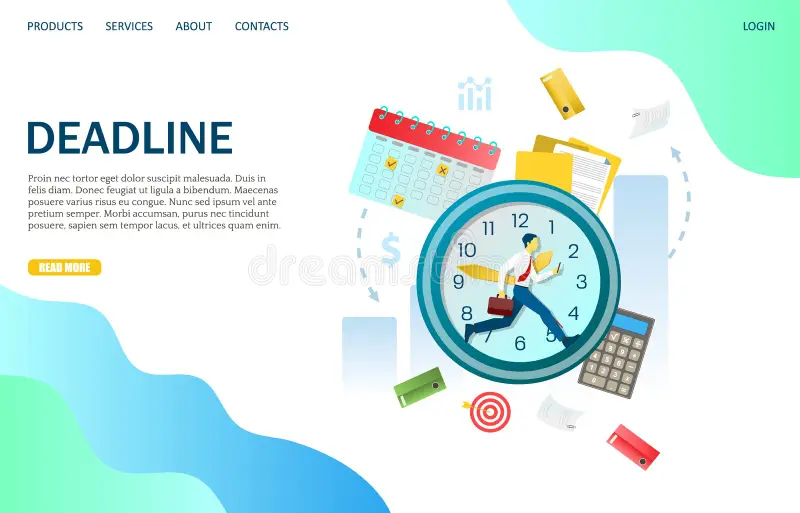 PRODUCTS SERVICES ABOUT CONTACTS LOGIN
DEADLINE
Proin nec tortor eget dolor suscipit malesuada. Duis in
felis diam. Donec feugiat ut ligula a bibendum. Maecenas
posuere varius risus eu congue. Nunc sed ipsum vel ante
pretium semper. Morbi accumsan, purus nec tincidunt
posuere, sapien sem tempor lacus, et ultrices quam enim.
READ MORE
$
11 12 1
10 2
9 3
8 4
7 6 5
dreamstime